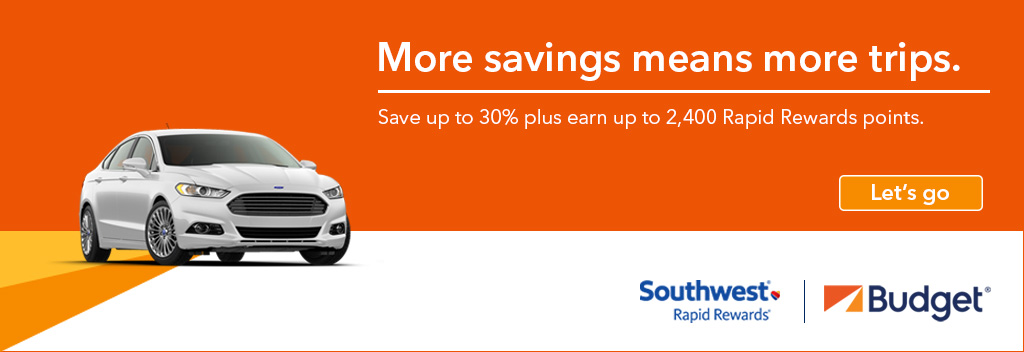 More savings means more trips.
Save up to 30% plus earn up to 2,400 Rapid Rewards points.
Let's go
Southwest®
Rapid Rewards®
Budget®